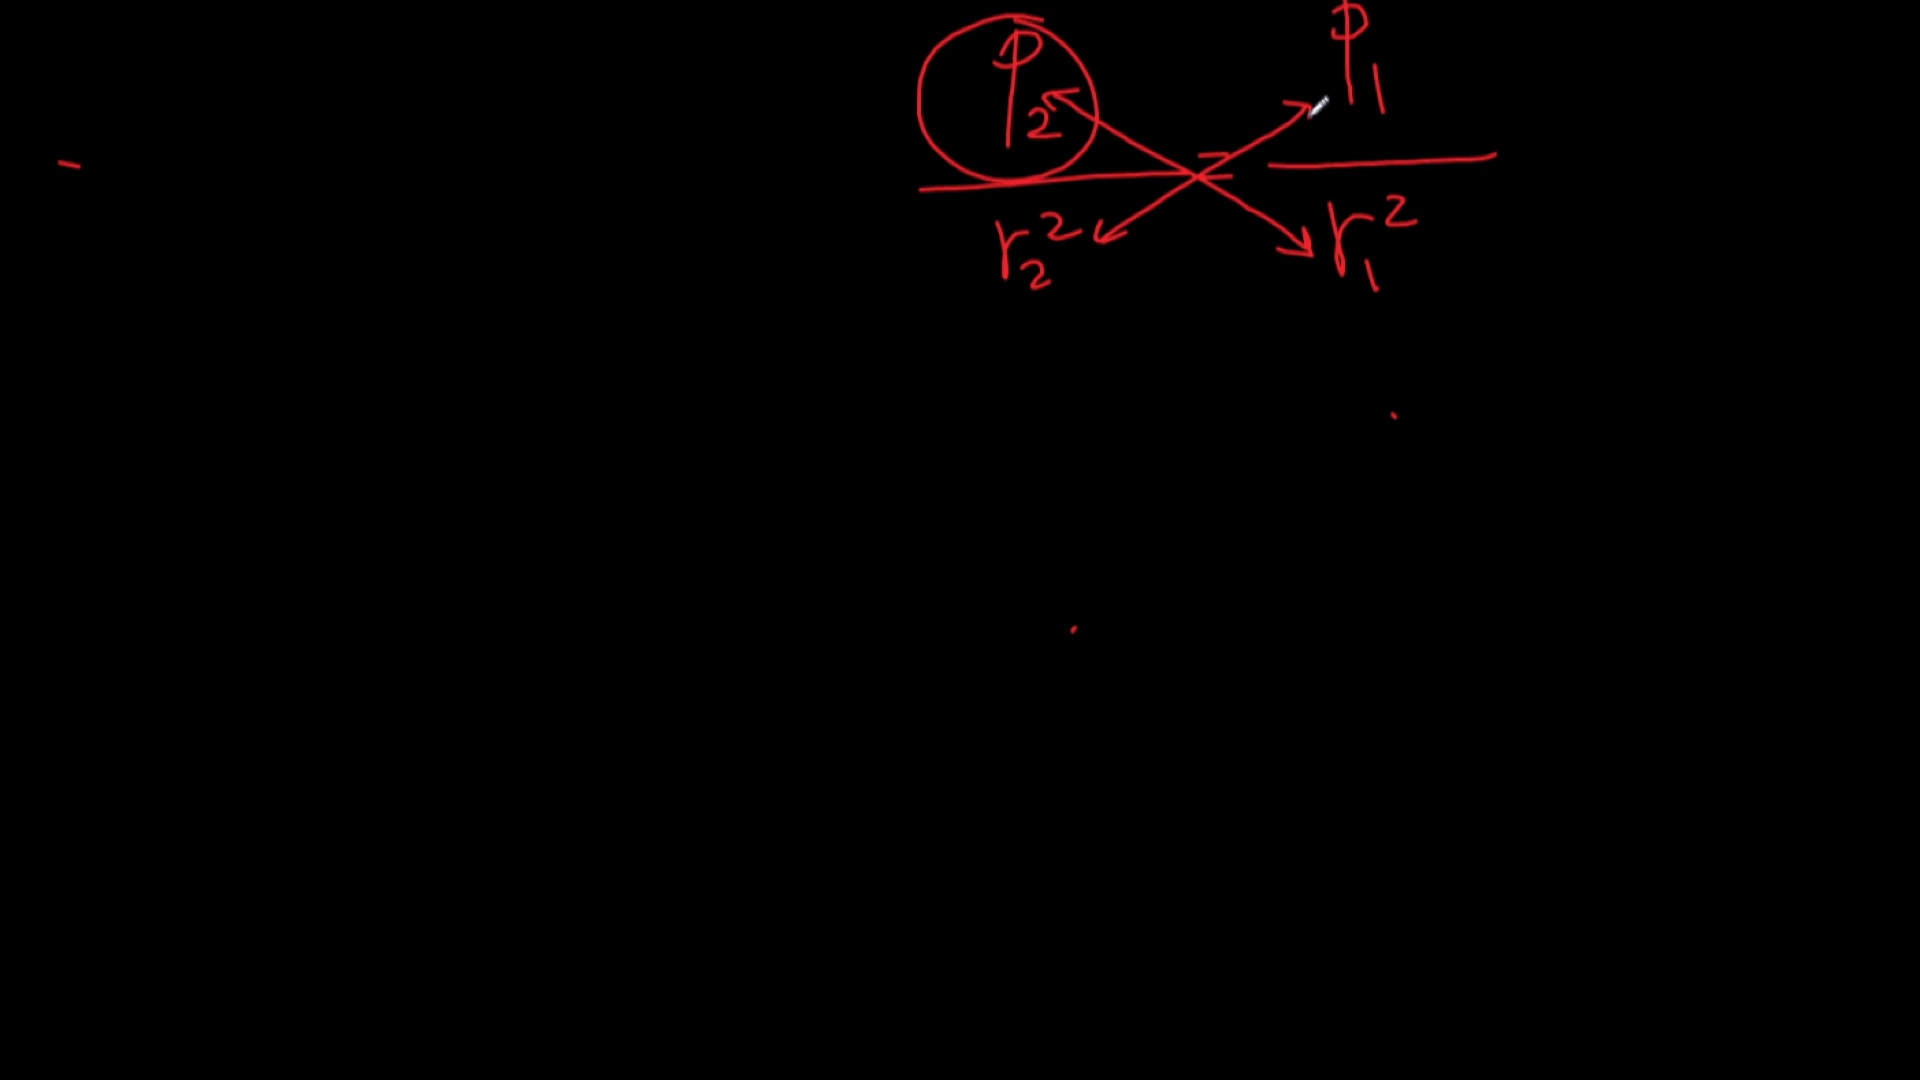 p₂ / r₂² = p₁ / r₁²